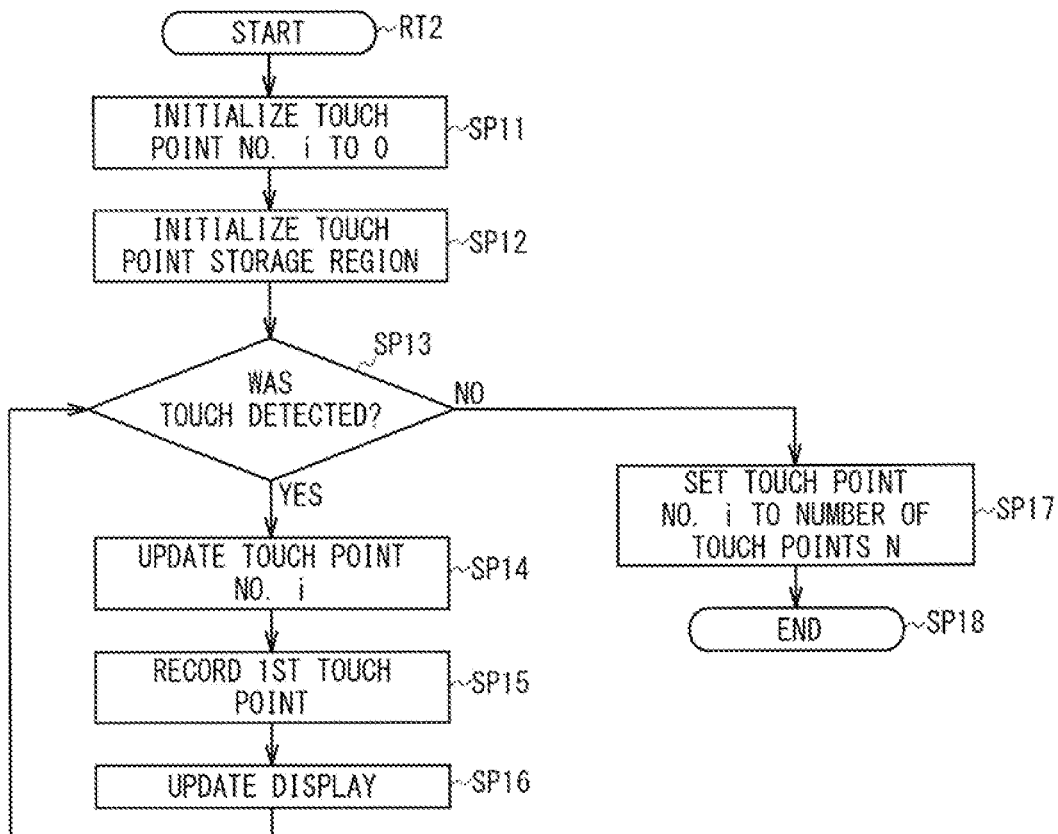 START
RT2
INITIALIZE TOUCH
POINT NO. i TO 0
SP11
INITIALIZE TOUCH
POINT STORAGE REGION
SP12
SP13
WAS
TOUCH DETECTED?
NO
YES
SET TOUCH POINT
NO. i TO NUMBER OF
TOUCH POINTS N
SP17
UPDATE TOUCH POINT
NO. i
SP14
END
SP18
RECORD 1ST TOUCH
POINT
SP15
UPDATE DISPLAY
SP16